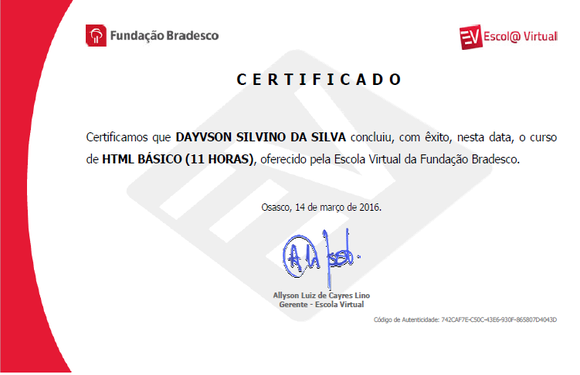 Fundação Bradesco
EV Escol@ Virtual
CERTIFICADO
Certificamos que DAYVSON SILVINO DA SILVA concluiu, com êxito, nesta data, o curso
de HTML BÁSICO (11 HORAS), oferecido pela Escola Virtual da Fundação Bradesco.
Osasco, 14 de março de 2016.
Allyson Luiz de Cayres Lino
Gerente - Escola Virtual
Código de Autenticidade: 742CAF7E-C50C-43E6-930F-865807D4043D